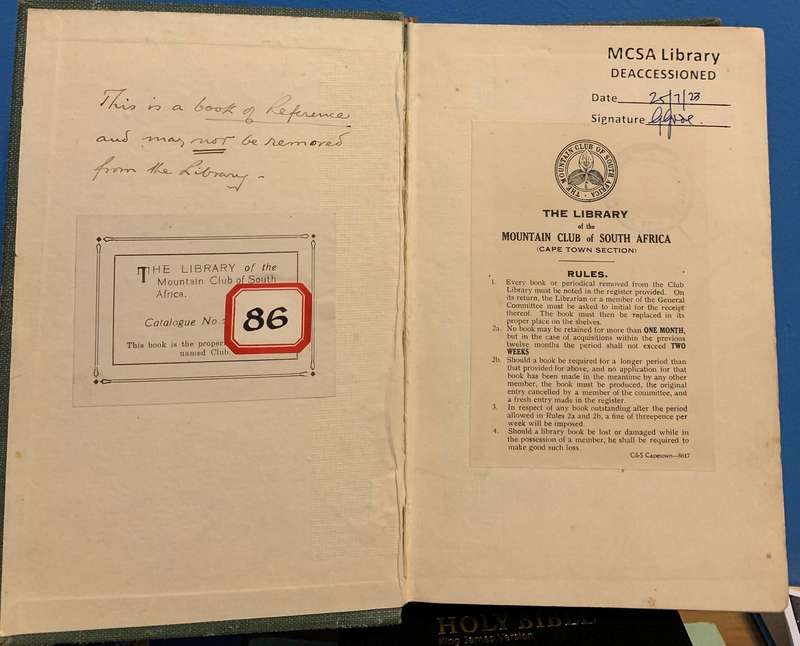 This is a book of Reference
and may not be removed
from the Library -
THE LIBRARY of the
Mountain Club of South
Africa.
Catalogue No.
86
This book is the proper
named Club.
MCSA Library
DEACCESSIONED
Date 25/7/23
Signature
THE MOUNTAIN CLUB OF SOUTH AFRICA
THE LIBRARY
of the
MOUNTAIN CLUB of SOUTH AFRICA
(CAPE TOWN SECTION)
RULES.
1. Every book or periodical removed from the Club
Library must be noted in the register provided. On
its return, the Librarian or a member of the General
Committee must be asked to initial for the receipt
thereof. The book must then be replaced in its
proper place on the shelves.
2a. No book may be retained for more than ONE MONTH,
but in the case of acquisitions within the previous
twelve months the period shall not exceed TWO
WEEKS
2b. Should a book be required for a longer period than
that provided for above, and no application for that
book has been made in the meantime by any other
member, the book must be produced, the original
entry cancelled by a member of the committee, and
a fresh entry made in the register.
3. In respect of any book outstanding after the period
allowed in Rules 2a and 2b, a fine of threepence per
week will be imposed.
4. Should a library book be lost or damaged while in
the possession of a member, he shall be required to
make good such loss.
C&S Capetown—8617
HOLY BIBLE
King James Version